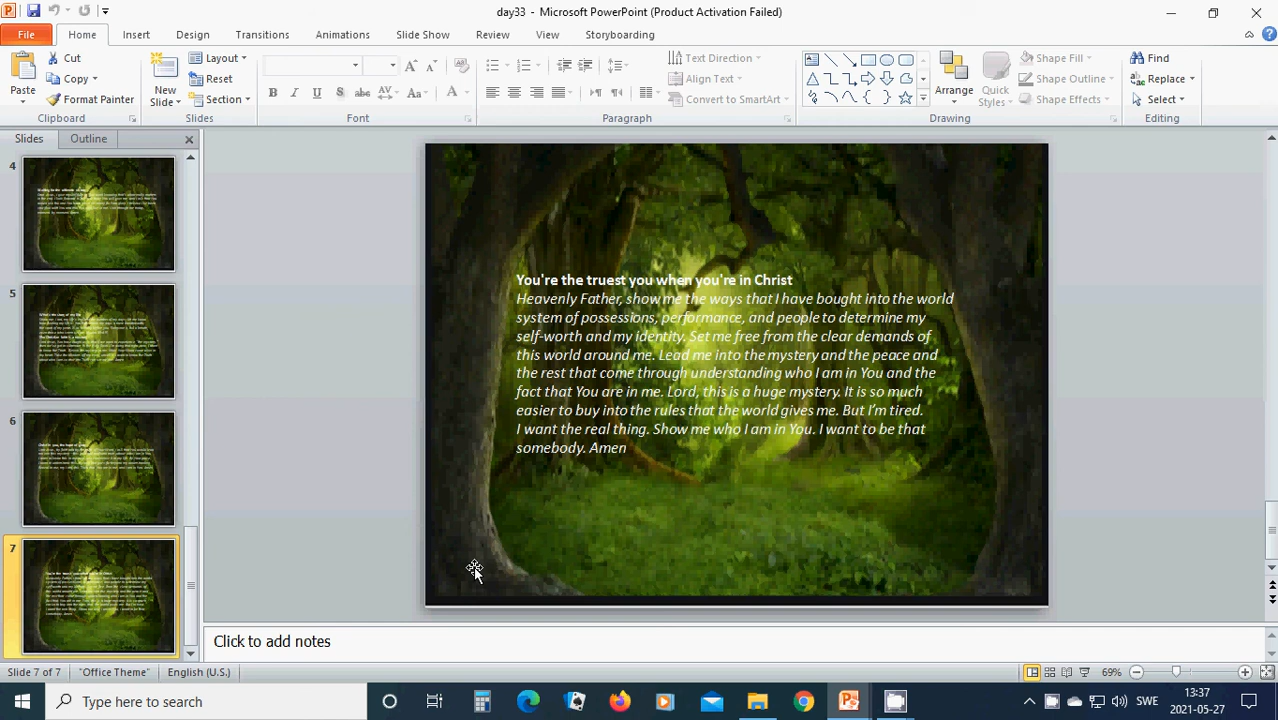 day33 - Microsoft PowerPoint (Product Activation Failed)
File Home Insert Design Transitions Animations Slide Show Review View Storyboarding
Paste
Cut
Copy
Format Painter
Clipboard
New Slide
Layout
Reset
Section
Slides
Font
Text Direction
Align Text
Convert to SmartArt
Paragraph
Arrange
Quick Styles
Shape Fill
Shape Outline
Shape Effects
Drawing
Find
Replace
Select
Editing
Slides Outline
4
5
6
7
You're the truest you when you're in Christ
Heavenly Father, show me the ways that I have bought into the world
system of possessions, performance, and people to determine my
self-worth and my identity. Set me free from the clear demands of
this world around me. Lead me into the mystery and the peace and
the rest that come through understanding who I am in You and the
fact that You are in me. Lord, this is a huge mystery. It is so much
easier to buy into the rules that the world gives me. But I'm tired.
I want the real thing. Show me who I am in You. I want to be that
somebody. Amen
Click to add notes
Slide 7 of 7 "Office Theme" English (U.S.) 69%
Type here to search
SWE
13:37
2021-05-27